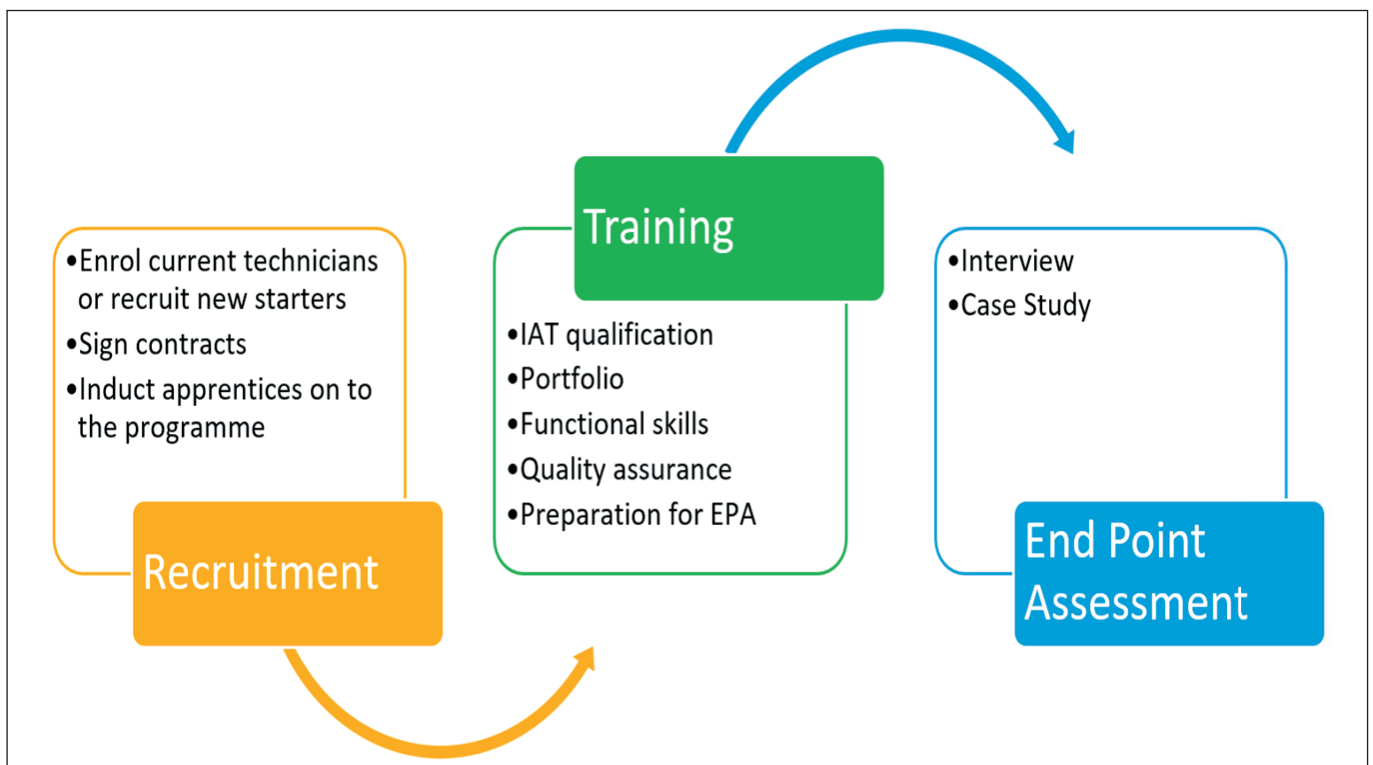 •Enrol current technicians
or recruit new starters
•Sign contracts
•Induct apprentices on to
the programme
Recruitment
Training
•IAT qualification
•Portfolio
•Functional skills
•Quality assurance
•Preparation for EPA
•Interview
•Case Study
End Point
Assessment